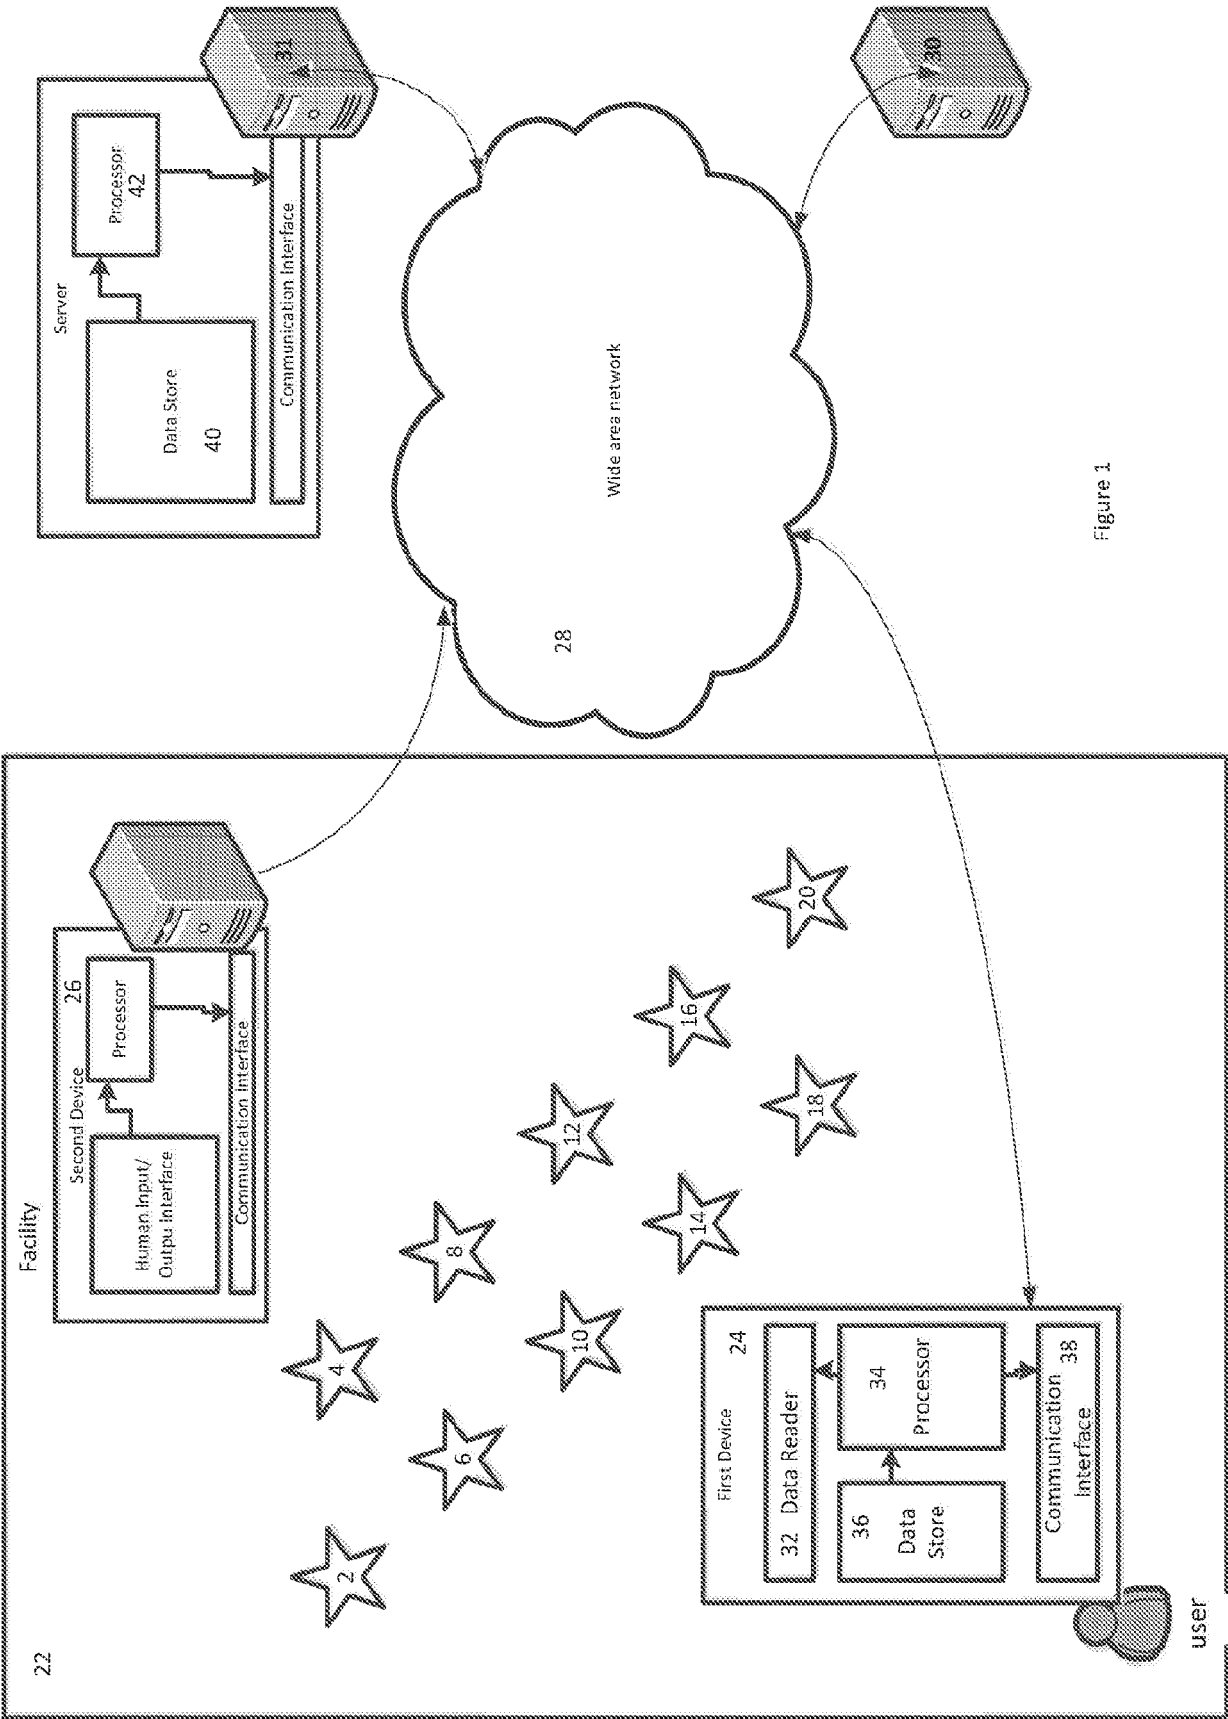 22
Facility
Second Device
26
Human Input/
Outpu Interface
Processor
Communication Interface
2
4
6
8
10
12
14
16
18
20
First Device
24
32 Data Reader
36
Data
Store
34
Processor
Communication
38
Interface
user
Server
Data Store
40
Processor
42
Communication Interface
31
Wide area network
28
30
Figure 1